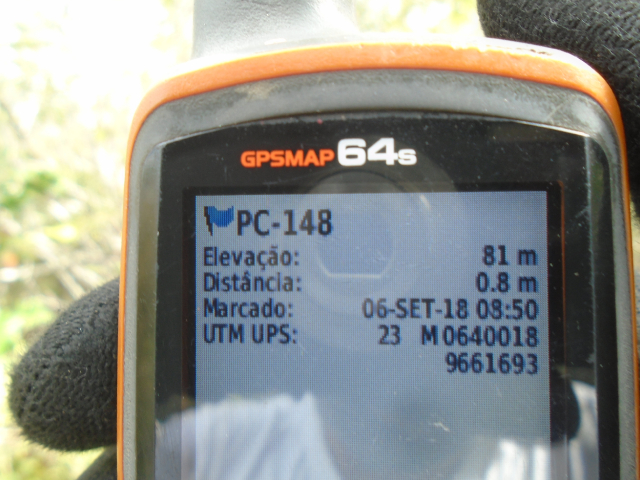 GPSMAP 64s
PC-148
Elevação: 81 m
Distância: 0.8 m
Marcado: 06-SET-18 08:50
UTM UPS: 23 M 0640018
9661693